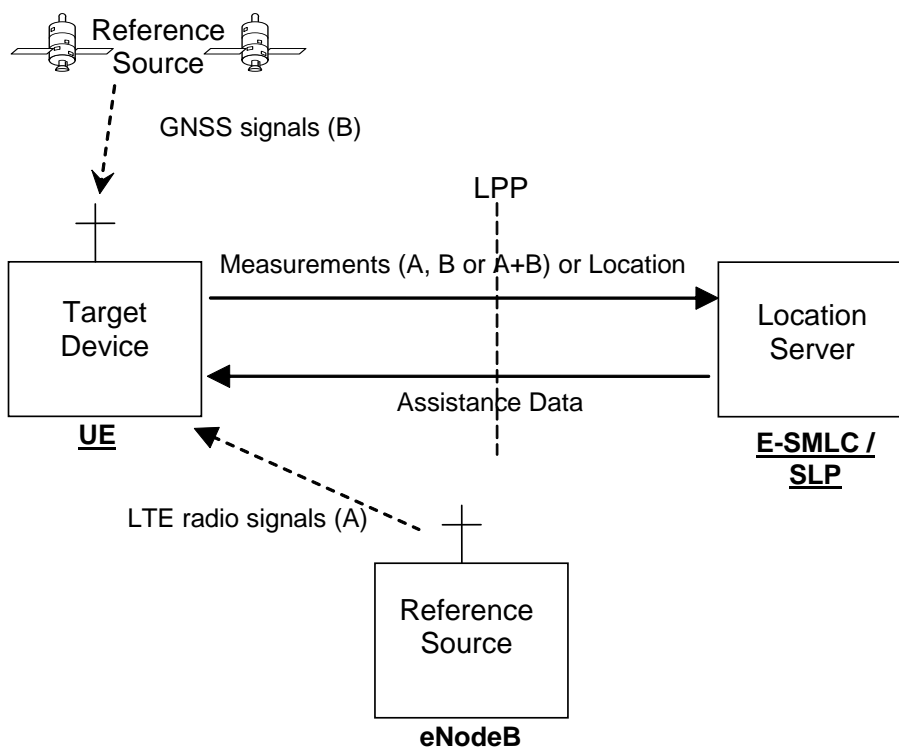 Reference
Source
GNSS signals (B)
LPP
Measurements (A, B or A+B) or Location
Target
Device
Location
Server
Assistance Data
UE
E-SMLC /
SLP
LTE radio signals (A)
Reference
Source
eNodeB